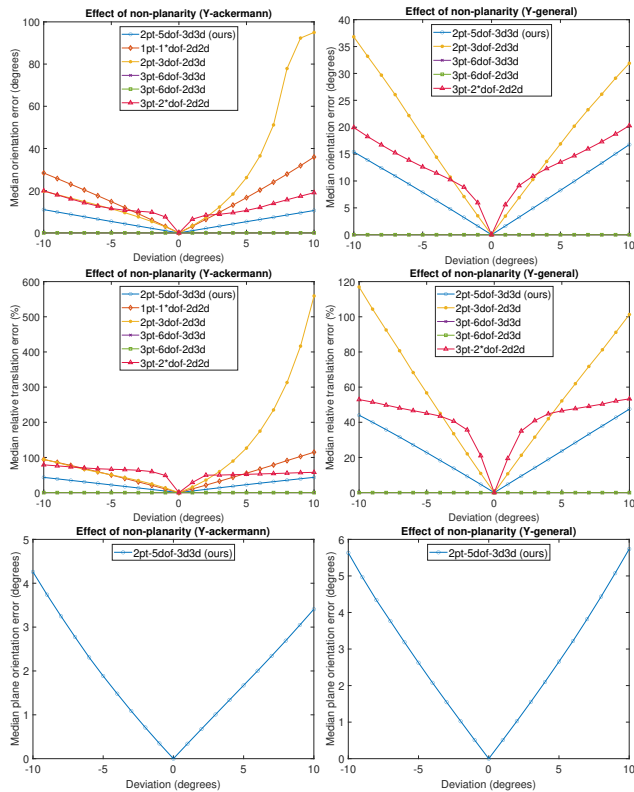 Effect of non-planarity (Y-ackermann)
Median orientation error (degrees)
100
80
60
40
20
0
2pt-5dof-3d3d (ours)
1pt-1*dof-2d2d
2pt-3dof-2d3d
3pt-6dof-3d3d
3pt-6dof-2d3d
3pt-2*dof-2d2d
-10
-5
0
5
10
Deviation (degrees)
Effect of non-planarity (Y-general)
Median orientation error (degrees)
40
35
30
25
20
15
10
5
0
2pt-5dof-3d3d (ours)
2pt-3dof-2d3d
3pt-6dof-3d3d
3pt-6dof-2d3d
3pt-2*dof-2d2d
-10
-5
0
5
10
Deviation (degrees)
Effect of non-planarity (Y-ackermann)
Median relative translation error (%)
600
500
400
300
200
100
0
2pt-5dof-3d3d (ours)
1pt-1*dof-2d2d
2pt-3dof-2d3d
3pt-6dof-3d3d
3pt-6dof-2d3d
3pt-2*dof-2d2d
-10
-5
0
5
10
Deviation (degrees)
Effect of non-planarity (Y-general)
Median relative translation error (%)
120
100
80
60
40
20
0
2pt-5dof-3d3d (ours)
2pt-3dof-2d3d
3pt-6dof-3d3d
3pt-6dof-2d3d
3pt-2*dof-2d2d
-10
-5
0
5
10
Deviation (degrees)
Effect of non-planarity (Y-ackermann)
Median plane orientation error (degrees)
5
4
3
2
1
0
2pt-5dof-3d3d (ours)
-10
-5
0
5
10
Deviation (degrees)
Effect of non-planarity (Y-general)
Median plane orientation error (degrees)
6
5
4
3
2
1
0
2pt-5dof-3d3d (ours)
-10
-5
0
5
10
Deviation (degrees)